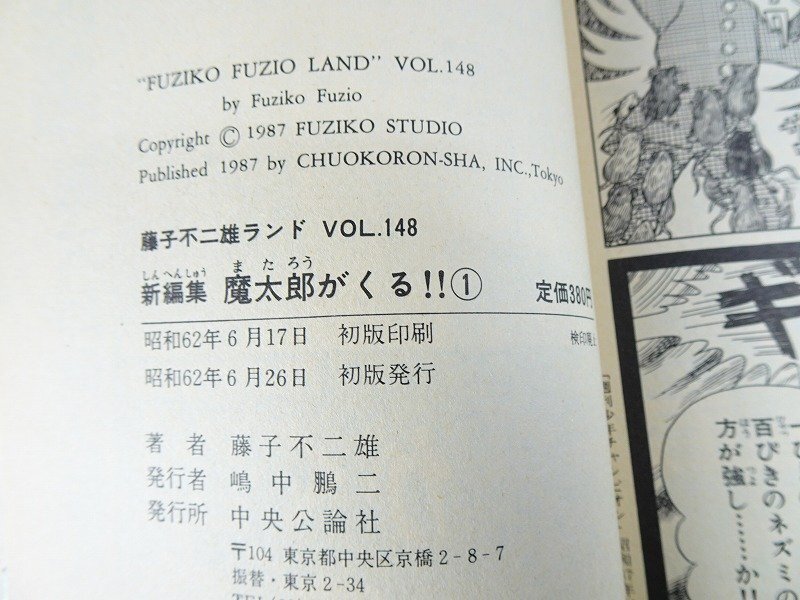 "FUZIKO FUZIO LAND" VOL.148
by Fuziko Fuzio
Copyright © 1987 FUZIKO STUDIO
Published 1987 by CHUOKORON-SHA, INC.,Tokyo
藤子不二雄ランド VOL.148
しんへんしゅう ま た ろう
新編集 魔太郎がくる!!① 定価380円
昭和62年6月17日 初版印刷
昭和62年6月26日 初版発行
著者 藤子不二雄
発行者 嶋中鵬二
発行所 中央公論社
〒104 東京都中央区京橋2-8-7
振替・東京2-34
ギ
百ぴきのネズミの
方が強し……か!!